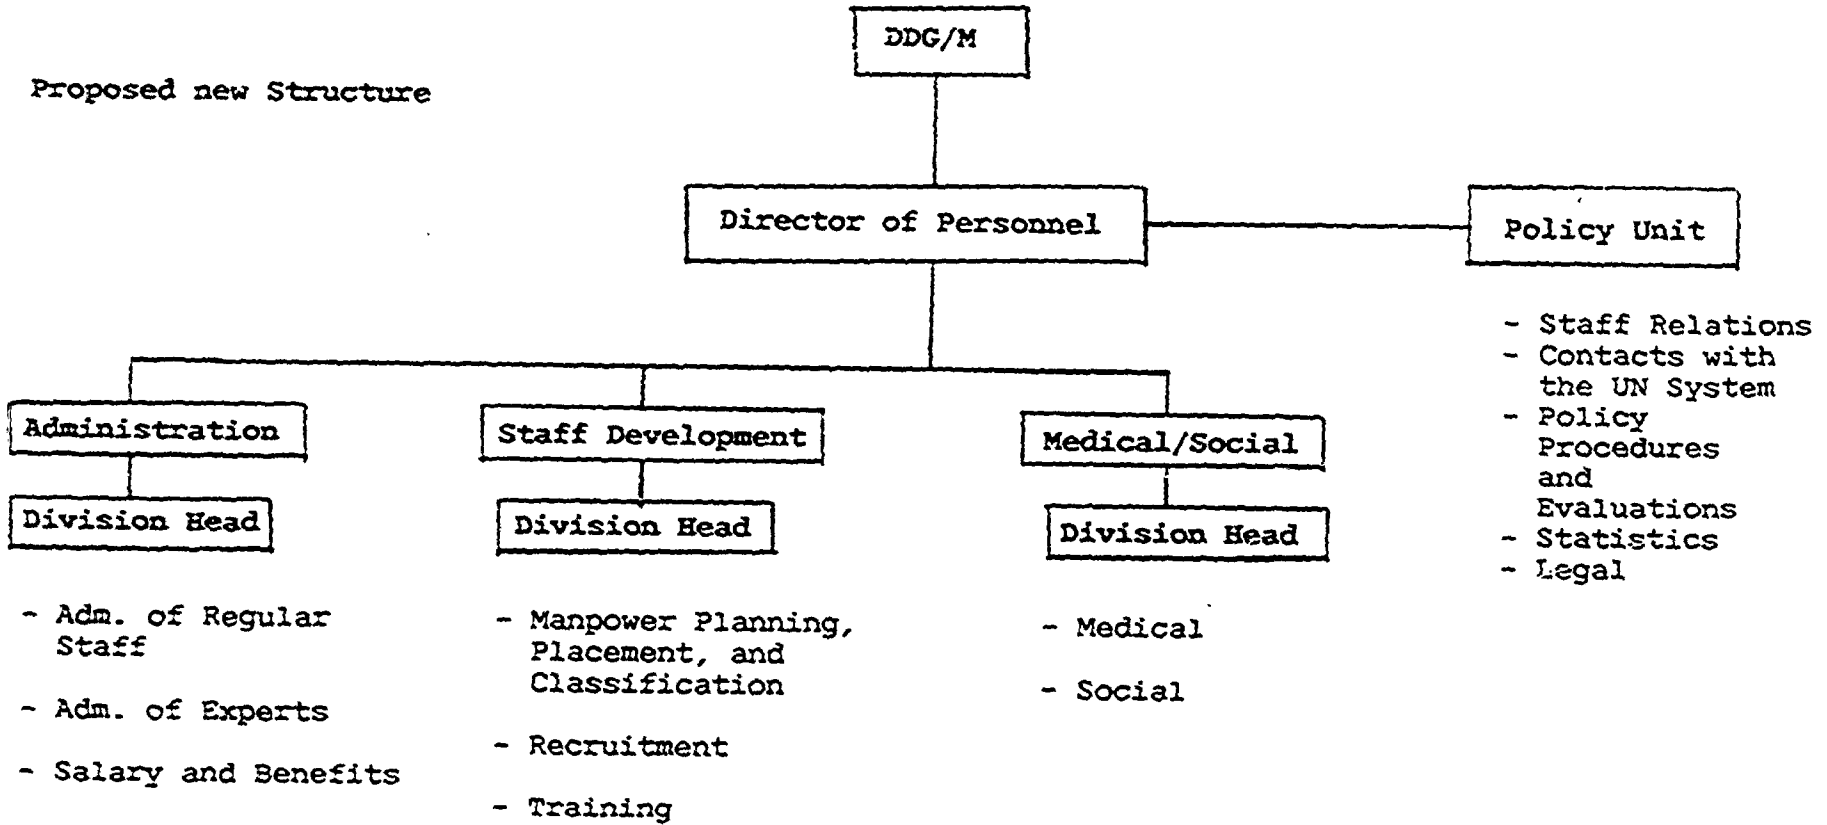 DDG/M
Proposed new Structure
Director of Personnel
Policy Unit
- Staff Relations
- Contacts with
the UN System
- Policy
Procedures
and
Evaluations
- Statistics
- Legal
Administration
Division Head
- Adm. of Regular
Staff
- Adm. of Experts
- Salary and Benefits
Staff Development
Division Head
- Manpower Planning,
Placement, and
Classification
- Recruitment
- Training
Medical/Social
Division Head
- Medical
- Social